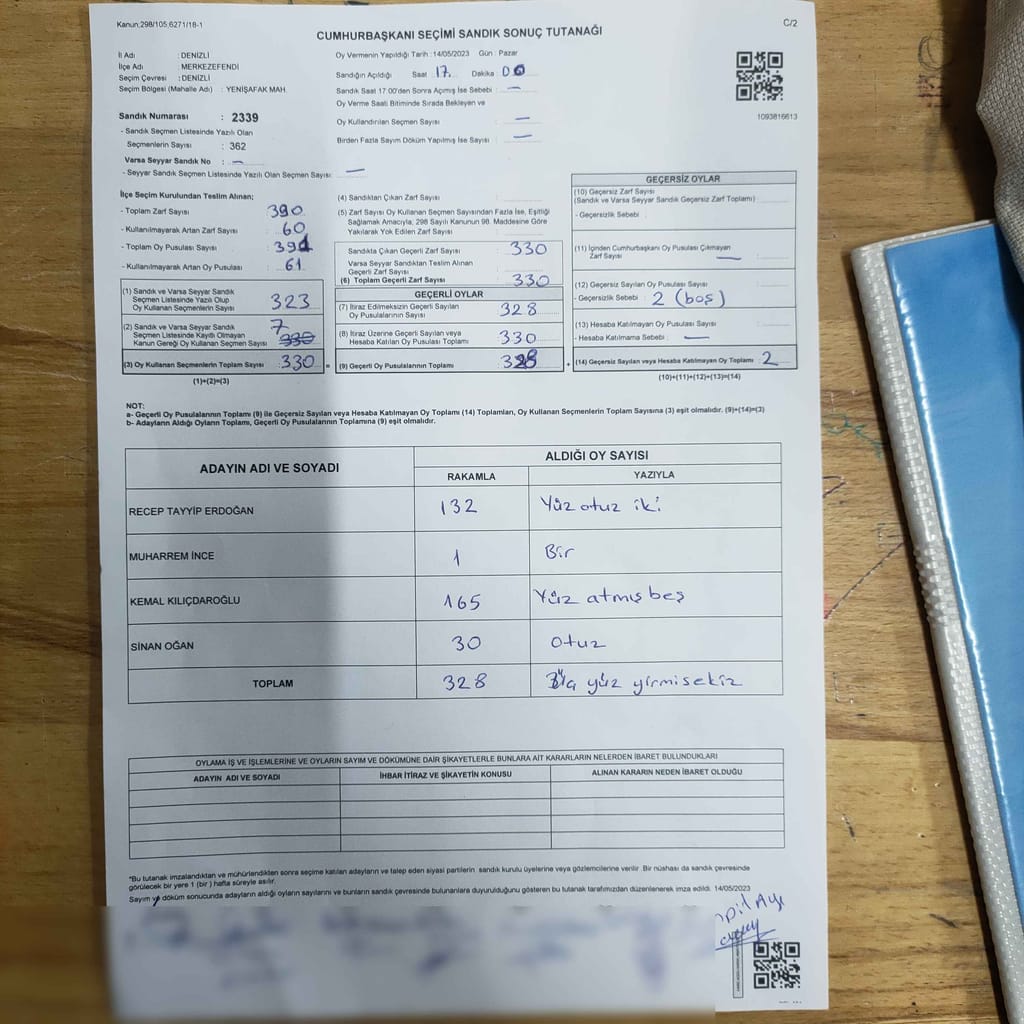 Kanun;298/105,6271/18-1
C/2
CUMHURBAŞKANI SEÇİMİ SANDIK SONUÇ TUTANAĞI
İl Adı : DENİZLİ
İlçe Adı : MERKEZEFENDİ
Seçim Çevresi : DENİZLİ
Seçim Bölgesi (Mahalle Adı) : YENİŞAFAK MAH.
Oy Vermenin Yapıldığı Tarih : 14/05/2023 Gün : Pazar
Sandığın Açıldığı Saat 17. Dakika 00
Sandık Saat 17:00'den Sonra Açmış İse Sebebi : —
Oy Verme Saati Bitiminde Sırada Bekleyen ve
Oy Kullandırılan Seçmen Sayısı : —
Birden Fazla Sayım Döküm Yapılmış İse Sayısı : —
1093816613
Sandık Numarası : 2339
- Sandık Seçmen Listesinde Yazılı Olan
Seçmenlerin Sayısı : 362
Varsa Seyyar Sandık No : —
- Seyyar Sandık Seçmen Listesinde Yazılı Olan Seçmen Sayısı: —
İlçe Seçim Kurulundan Teslim Alınan;
- Toplam Zarf Sayısı : 390
- Kullanılmayarak Artan Zarf Sayısı : 60
- Toplam Oy Pusulası Sayısı : 391
- Kullanılmayarak Artan Oy Pusulası : 61
(1) Sandık ve Varsa Seyyar Sandık
Seçmen Listesinde Yazılı Olup
Oy Kullanan Seçmenlerin Sayısı : 323
(2) Sandık ve Varsa Seyyar Sandık
Seçmen Listesinde Kayıtlı Olmayan
Kanun Gereği Oy Kullanan Seçmen Sayısı : 7 330
(3) Oy Kullanan Seçmenlerin Toplam Sayısı : 330
(1)+(2)=(3)
(4) Sandıktan Çıkan Zarf Sayısı :
(5) Zarf Sayısı Oy Kullanan Seçmen Sayısından Fazla İse, Eşitliği
Sağlamak Amacıyla, 298 Sayılı Kanunun 98. Maddesine Göre
Yakılarak Yok Edilen Zarf Sayısı :
Sandıkta Çıkan Geçerli Zarf Sayısı : 330
Varsa Seyyar Sandıktan Teslim Alınan
Geçerli Zarf Sayısı :
(6) Toplam Geçerli Zarf Sayısı : 330
GEÇERLİ OYLAR
(7) İtiraz Edilmeksizin Geçerli Sayılan
Oy Pusulalarının Sayısı : 328
(8) İtiraz Üzerine Geçerli Sayılan veya
Hesaba Katılan Oy Pusulası Toplamı : 330
(9) Geçerli Oy Pusulalarının Toplamı : 328
GEÇERSİZ OYLAR
(10) Geçersiz Zarf Sayısı
(Sandık ve Varsa Seyyar Sandık Geçersiz Zarf Toplamı) :
- Geçersizlik Sebebi :
(11) İçinden Cumhurbaşkanı Oy Pusulası Çıkmayan
Zarf Sayısı : —
(12) Geçersiz Sayılan Oy Pusulası Sayısı :
- Geçersizlik Sebebi : 2 (boş)
(13) Hesaba Katılmayan Oy Pusulası Sayısı :
- Hesaba Katılmama Sebebi : —
(14) Geçersiz Sayılan veya Hesaba Katılmayan Oy Toplamı : 2
(10)+(11)+(12)+(13)=(14)
NOT:
a- Geçerli Oy Pusulalarının Toplamı (9) ile Geçersiz Sayılan veya Hesaba Katılmayan Oy Toplamı (14) Toplamları, Oy Kullanan Seçmenlerin Toplam Sayısına (3) eşit olmalıdır. (9)+(14)=(3)
b- Adayların Aldığı Oyların Toplamı, Geçerli Oy Pusulalarının Toplamına (9) eşit olmalıdır.
ADAYIN ADI VE SOYADI ALDIĞI OY SAYISI
RAKAMLA YAZIYLA
RECEP TAYYİP ERDOĞAN 132 Yüz otuz iki
MUHARREM İNCE 1 Bir
KEMAL KILIÇDAROĞLU 165 Yüz atmış beş
SİNAN OĞAN 30 otuz
TOPLAM 328 Üç yüz yirmisekiz
OYLAMA İŞ VE İŞLEMLERİNE VE OYLARIN SAYIM VE DÖKÜMÜNE DAİR ŞİKAYETLERLE BUNLARA AİT KARARLARIN NELERDEN İBARET BULUNDUKLARI
ADAYIN ADI VE SOYADI İHBAR İTİRAZ VE ŞİKAYETİN KONUSU ALINAN KARARIN NEDEN İBARET OLDUĞU
*Bu tutanak imzalandıktan ve mühürlendikten sonra seçime katılan adayların ve talep eden siyasi partilerin sandık kurulu üyelerine veya gözlemcilerine verilir. Bir nüshası da sandık çevresinde
görülecek bir yere 1 (bir) hafta süreyle asılır.
Sayım ve döküm sonucunda adayların aldığı oyların sayılarını ve bunların sandık çevresinde bulunanlara duyurulduğunu gösteren bu tutanak tarafımızdan düzenlenerek imza edildi. 14/05/2023